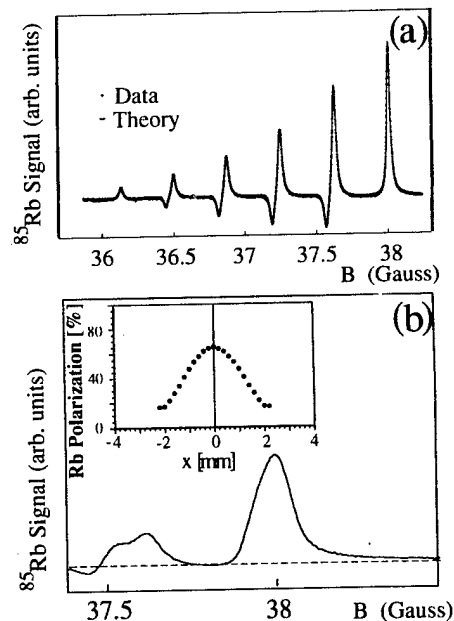 (a)
· Data
- Theory
⁸⁵Rb Signal (arb. units)
36 36.5 37 37.5 38
B (Gauss)
(b)
80
40
0
Rb Polarization [%]
-4 -2 0 2 4
x [mm]
⁸⁵Rb Signal (arb. units)
37.5 38 B (Gauss)